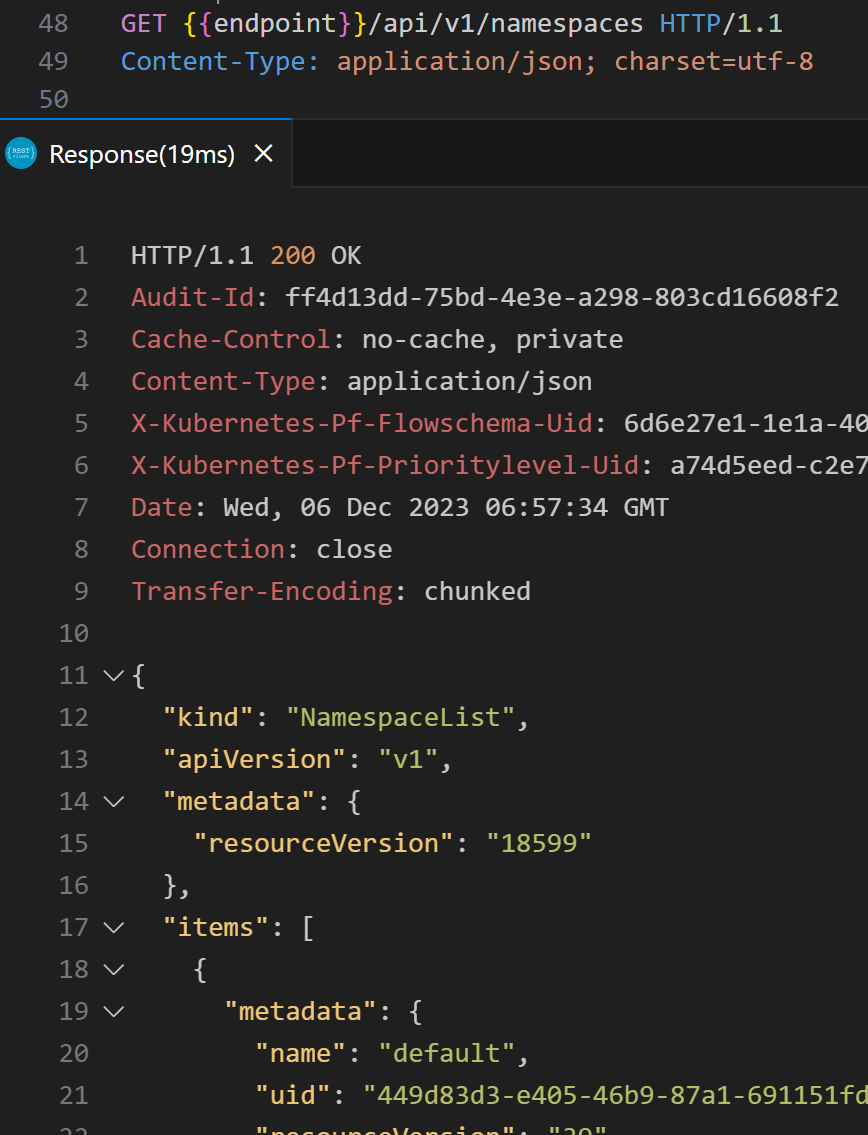 48 GET {{endpoint}}/api/v1/namespaces HTTP/1.1
49 Content-Type: application/json; charset=utf-8
50
REST Client
Response(19ms) ×
1 HTTP/1.1 200 OK
2 Audit-Id: ff4d13dd-75bd-4e3e-a298-803cd16608f2
3 Cache-Control: no-cache, private
4 Content-Type: application/json
5 X-Kubernetes-Pf-Flowschema-Uid: 6d6e27e1-1e1a-40
6 X-Kubernetes-Pf-Prioritylevel-Uid: a74d5eed-c2e7
7 Date: Wed, 06 Dec 2023 06:57:34 GMT
8 Connection: close
9 Transfer-Encoding: chunked
10
11 {
12 "kind": "NamespaceList",
13 "apiVersion": "v1",
14 "metadata": {
15 "resourceVersion": "18599"
16 },
17 "items": [
18 {
19 "metadata": {
20 "name": "default",
21 "uid": "449d83d3-e405-46b9-87a1-691151fd
22 "resourceVersion": "39"